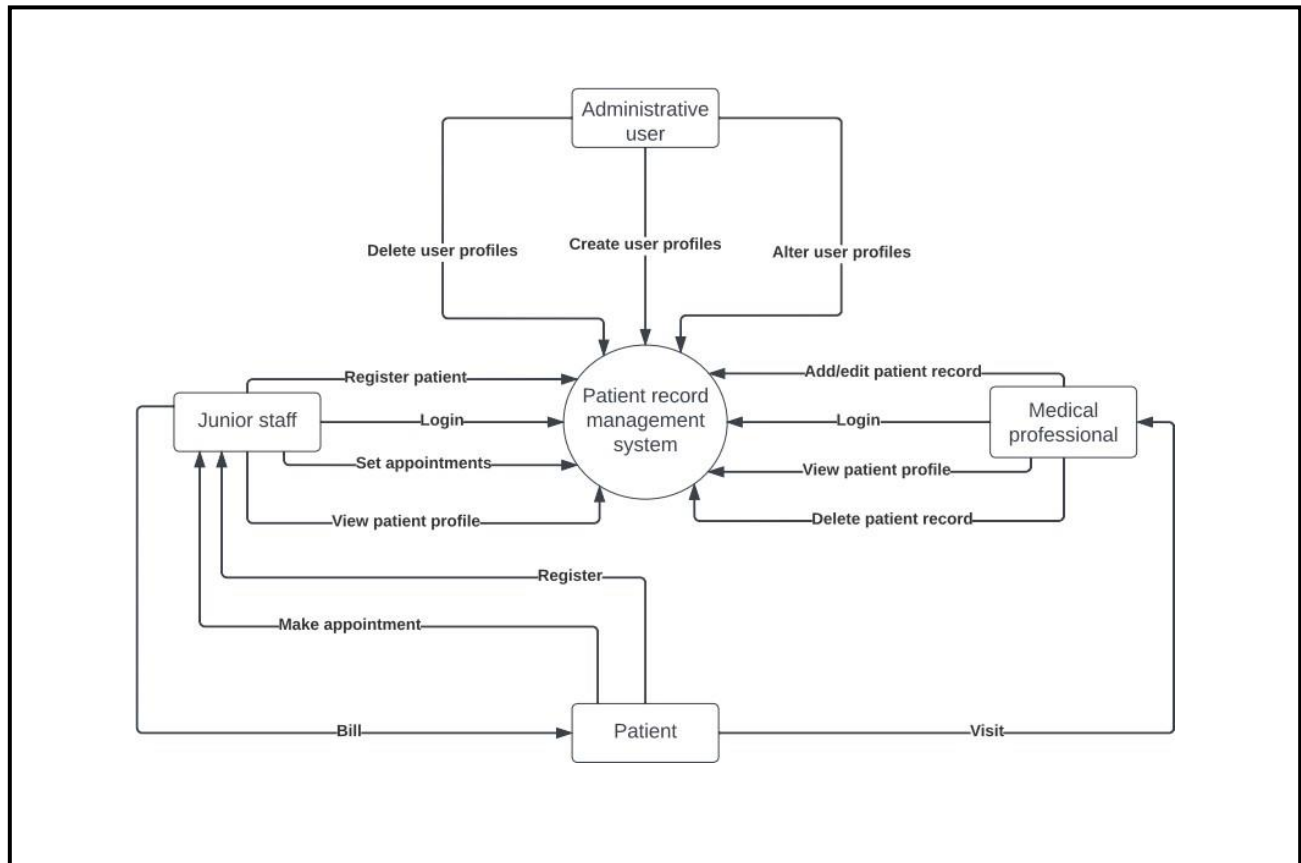 Administrative
user
Delete user profiles
Create user profiles
Alter user profiles
Register patient
Add/edit patient record
Junior staff
Login
Patient record
management
system
Login
Medical
professional
Set appointments
View patient profile
View patient profile
Delete patient record
Register
Make appointment
Bill
Patient
Visit